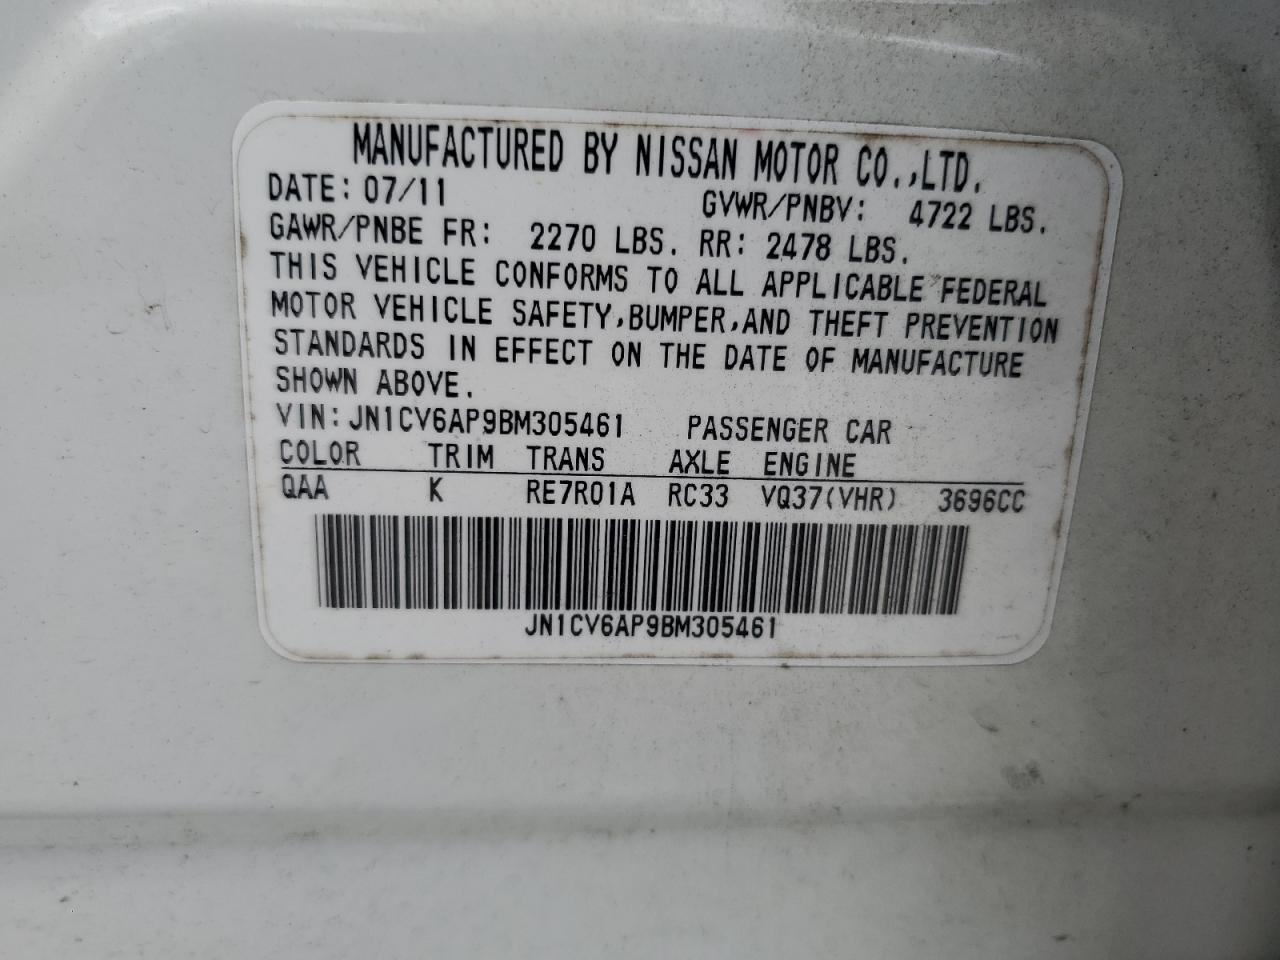 MANUFACTURED BY NISSAN MOTOR CO.,LTD.
DATE: 07/11 GVWR/PNBV: 4722 LBS.
GAWR/PNBE FR: 2270 LBS. RR: 2478 LBS.
THIS VEHICLE CONFORMS TO ALL APPLICABLE FEDERAL
MOTOR VEHICLE SAFETY,BUMPER,AND THEFT PREVENTION
STANDARDS IN EFFECT ON THE DATE OF MANUFACTURE
SHOWN ABOVE.
VIN:JN1CV6AP9BM305461 PASSENGER CAR
COLOR TRIM TRANS AXLE ENGINE
QAA K RE7R01A RC33 VQ37(VHR) 3696CC
JN1CV6AP9BM305461